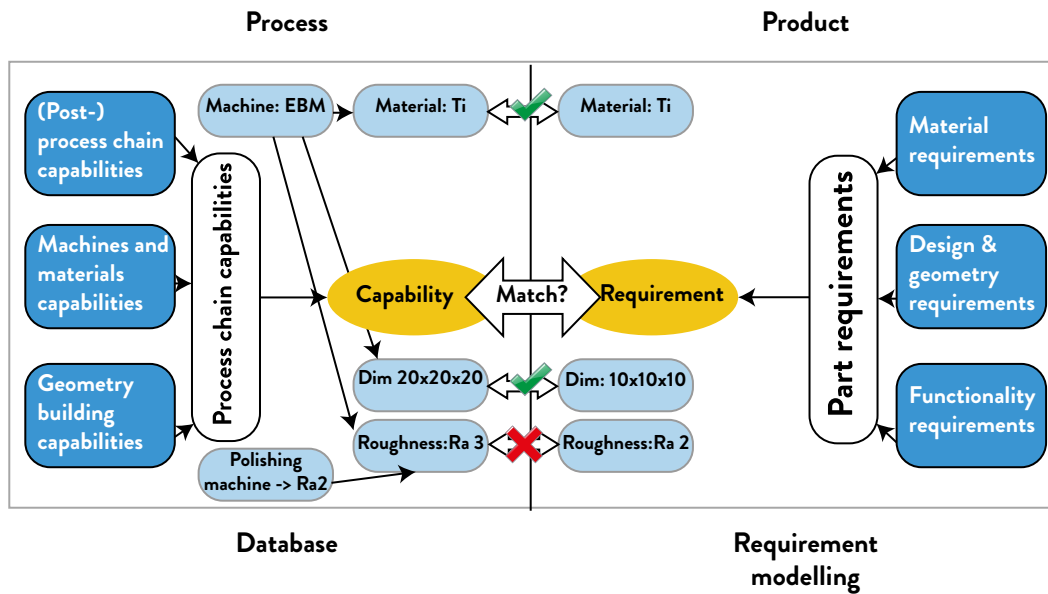 Process
Product
(Post-)
process chain
capabilities
Machine: EBM
Material: Ti
Material: Ti
Material
requirements
Process chain capabilities
Part requirements
Machines and
materials
capabilities
Capability
Match?
Requirement
Design &
geometry
requirements
Geometry
building
capabilities
Dim 20x20x20
Dim: 10x10x10
Functionality
requirements
Roughness:Ra 3
Roughness:Ra 2
Polishing
machine -> Ra2
Database
Requirement
modelling